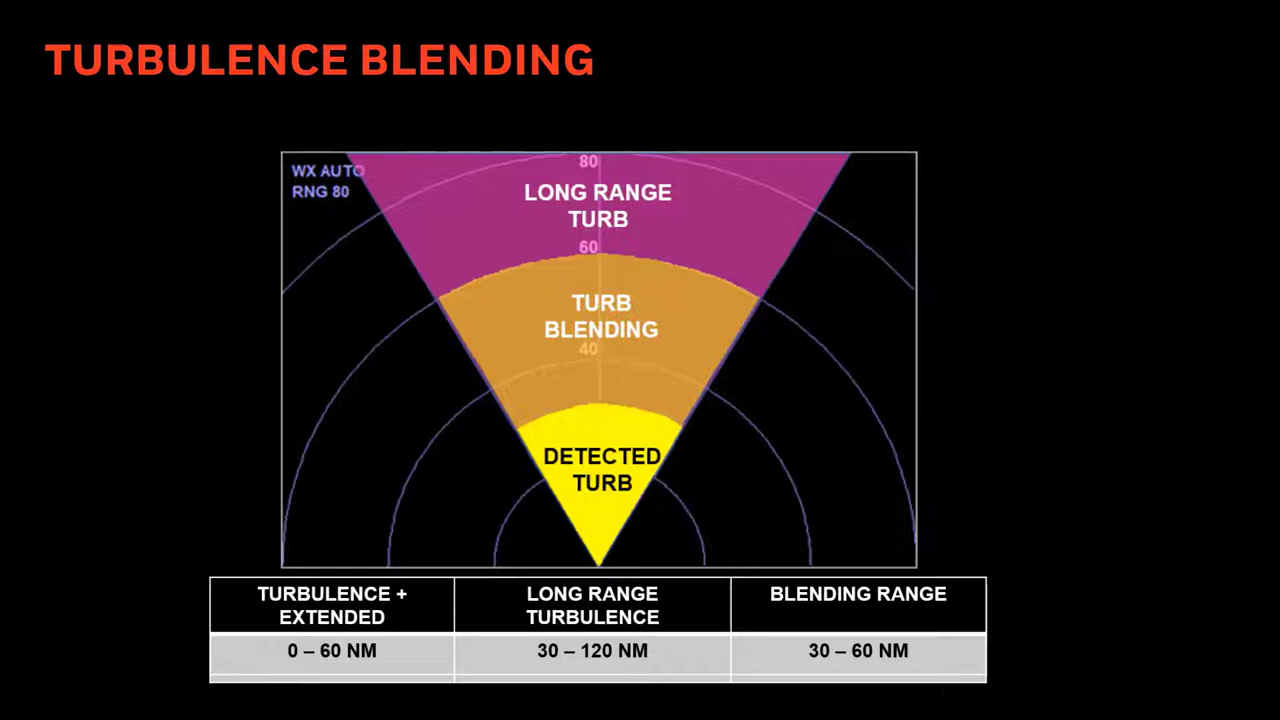 TURBULENCE BLENDING
WX AUTO
RNG 80
80
LONG RANGE
TURB
60
TURB
BLENDING
40
DETECTED
TURB
TURBULENCE +
EXTENDED
LONG RANGE
TURBULENCE
BLENDING RANGE
0 – 60 NM
30 – 120 NM
30 – 60 NM